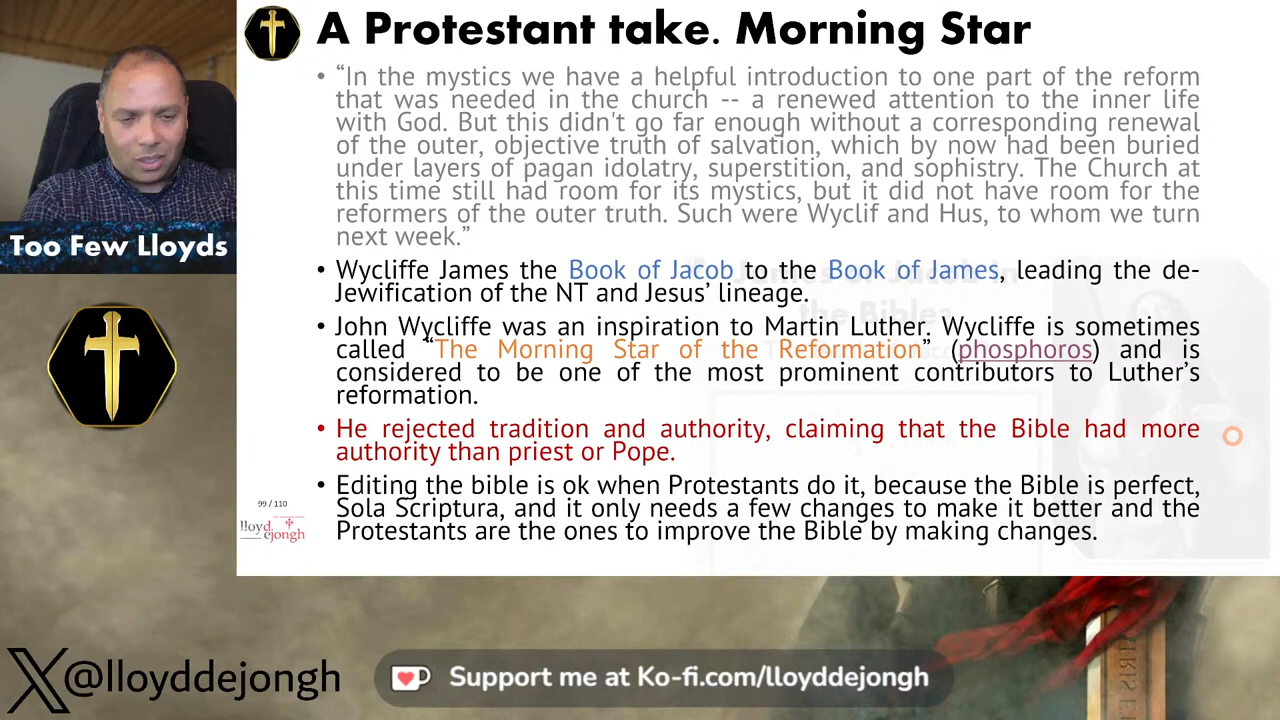 A Protestant take. Morning Star
• “In the mystics we have a helpful introduction to one part of the reform
that was needed in the church -- a renewed attention to the inner life
with God. But this didn't go far enough without a corresponding renewal
of the outer, objective truth of salvation, which by now had been buried
under layers of pagan idolatry, superstition, and sophistry. The Church at
this time still had room for its mystics, but it did not have room for the
reformers of the outer truth. Such were Wyclif and Hus, to whom we turn
next week.”
Too Few Lloyds
• Wycliffe James the Book of Jacob to the Book of James, leading the de-
Jewification of the NT and Jesus’ lineage.
• John Wycliffe was an inspiration to Martin Luther. Wycliffe is sometimes
called “The Morning Star of the Reformation” (phosphoros) and is
considered to be one of the most prominent contributors to Luther’s
reformation.
• He rejected tradition and authority, claiming that the Bible had more
authority than priest or Pope.
• Editing the bible is ok when Protestants do it, because the Bible is perfect,
Sola Scriptura, and it only needs a few changes to make it better and the
Protestants are the ones to improve the Bible by making changes.
99 / 110
lloyd
ejongh
X@lloyddejongh
Support me at Ko-fi.com/lloyddejongh